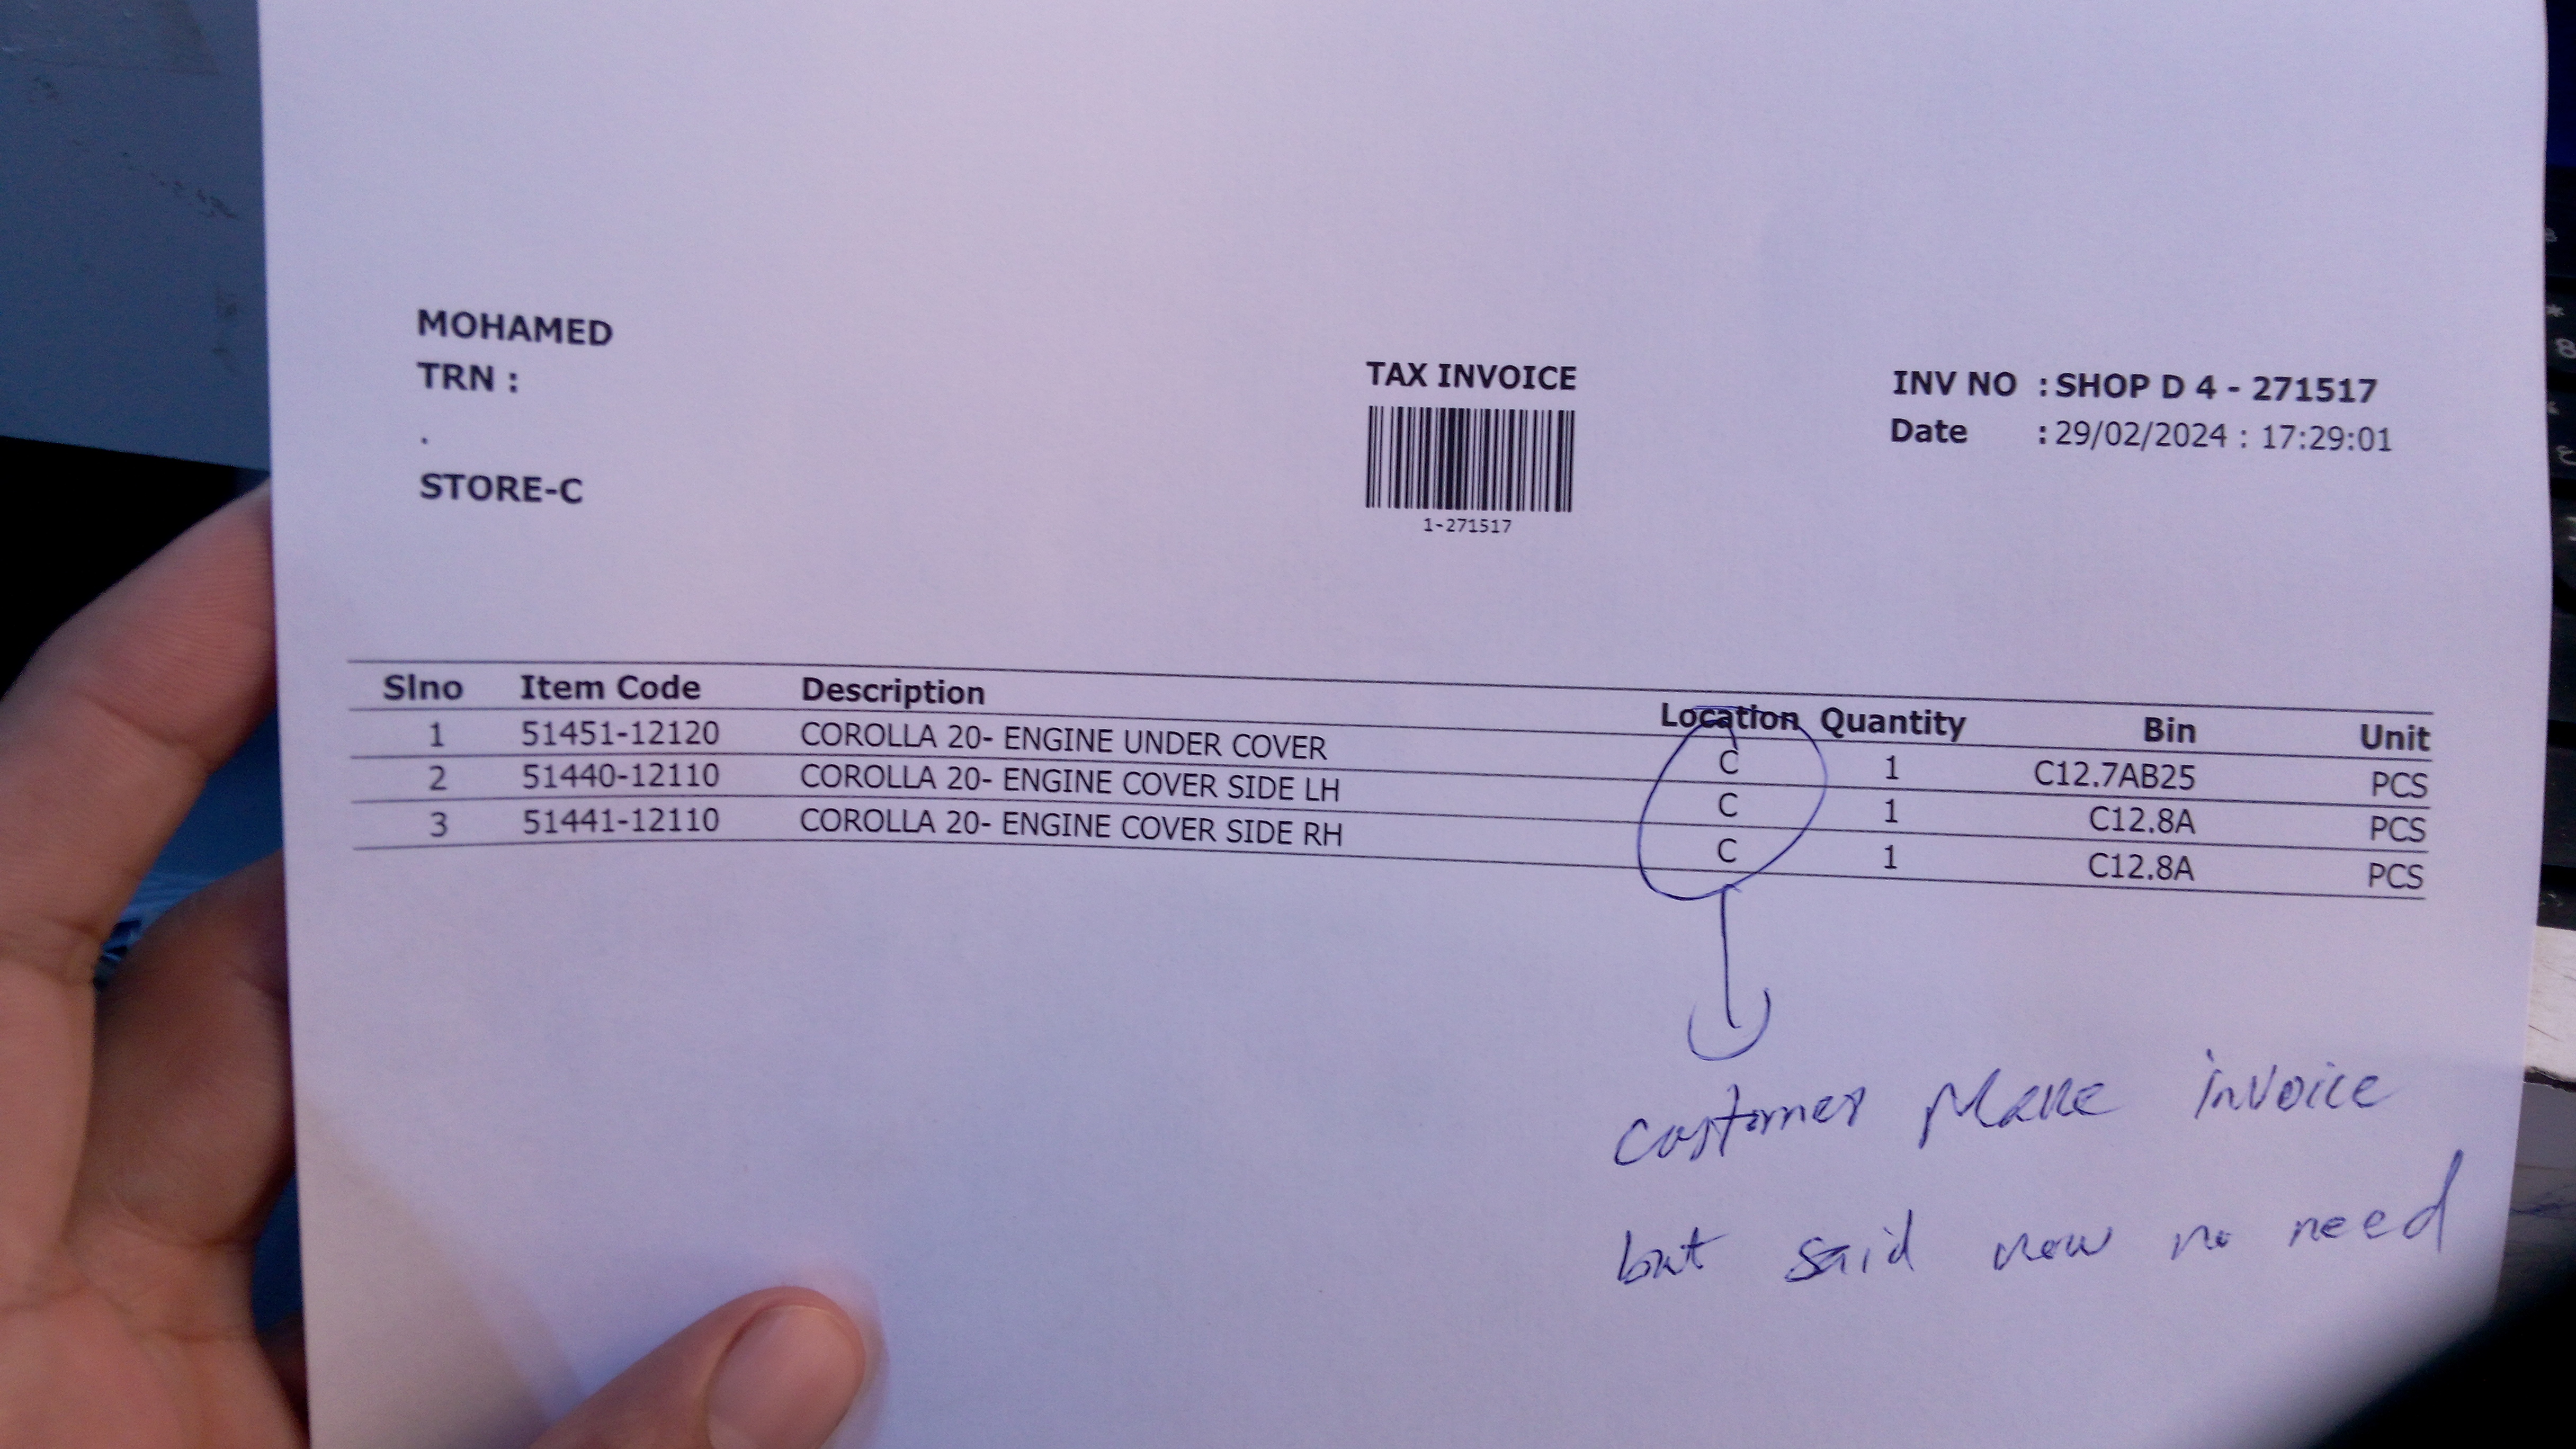 MOHAMED
TRN :
.
STORE-C
TAX INVOICE
1-271517
INV NO : SHOP D 4 - 271517
Date : 29/02/2024 : 17:29:01
Slno Item Code Description Location Quantity Bin Unit
1 51451-12120 COROLLA 20- ENGINE UNDER COVER C 1 C12.7AB25 PCS
2 51440-12110 COROLLA 20- ENGINE COVER SIDE LH C 1 C12.8A PCS
3 51441-12110 COROLLA 20- ENGINE COVER SIDE RH C 1 C12.8A PCS
customer Make invoice
but said now no need